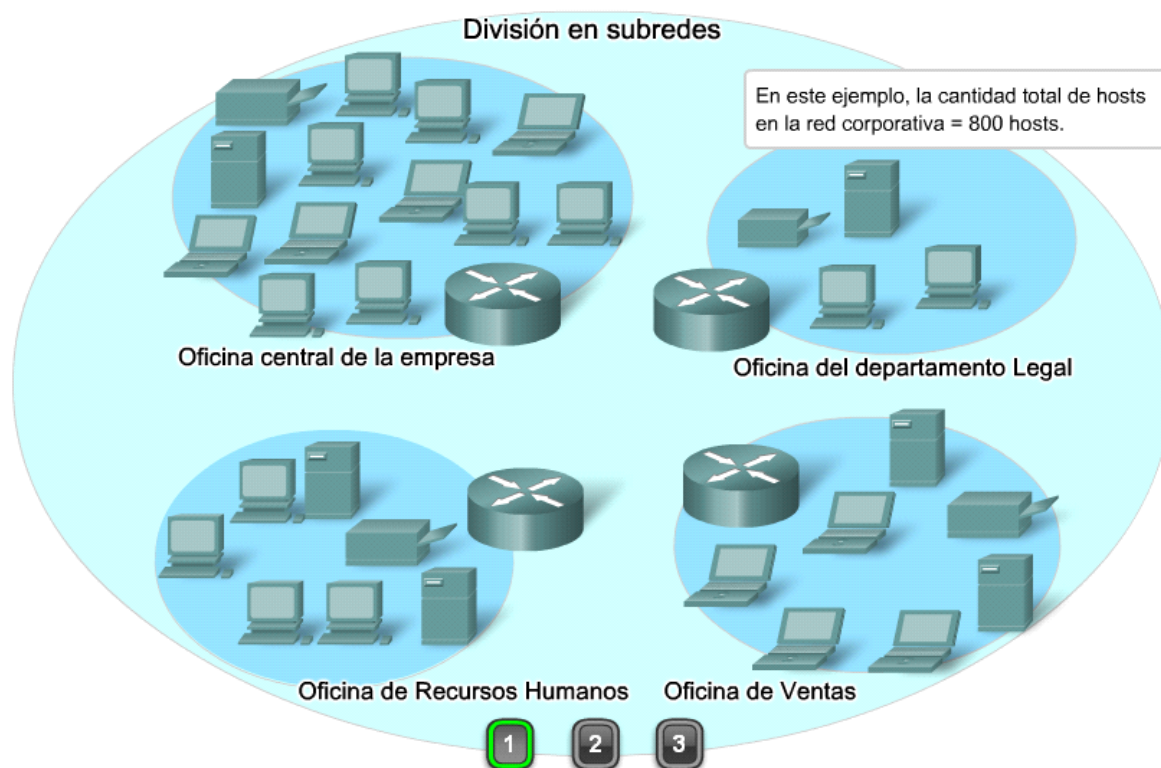 División en subredes
En este ejemplo, la cantidad total de hosts
en la red corporativa = 800 hosts.
Oficina central de la empresa
Oficina del departamento Legal
Oficina de Recursos Humanos
Oficina de Ventas
1
2
3